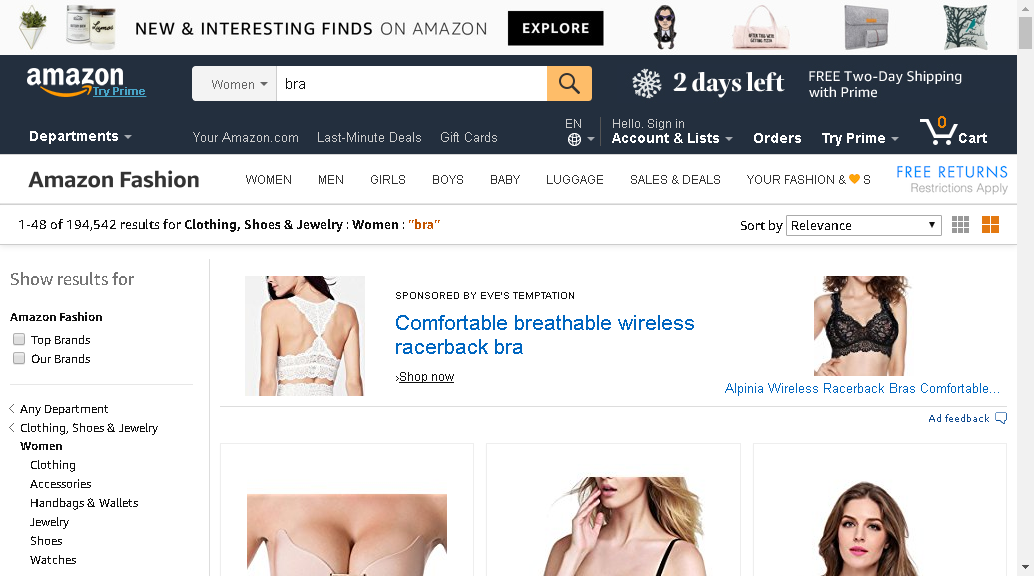 NEW & INTERESTING FINDS ON AMAZON EXPLORE
amazon
Try Prime
Women
bra
2 days left
FREE Two-Day Shipping
with Prime
Departments
Your Amazon.com Last-Minute Deals Gift Cards
EN
Hello. Sign in
Account & Lists
Orders
Try Prime
0
Cart
Amazon Fashion
WOMEN MEN GIRLS BOYS BABY LUGGAGE SALES & DEALS YOUR FASHION & S
FREE RETURNS
Restrictions Apply
1-48 of 194,542 results for Clothing, Shoes & Jewelry : Women : "bra"
Sort by Relevance
Show results for
Amazon Fashion
Top Brands
Our Brands
Any Department
Clothing, Shoes & Jewelry
Women
Clothing
Accessories
Handbags & Wallets
Jewelry
Shoes
Watches
SPONSORED BY EVE'S TEMPTATION
Comfortable breathable wireless
racerback bra
›Shop now
Alpinia Wireless Racerback Bras Comfortable...
Ad feedback